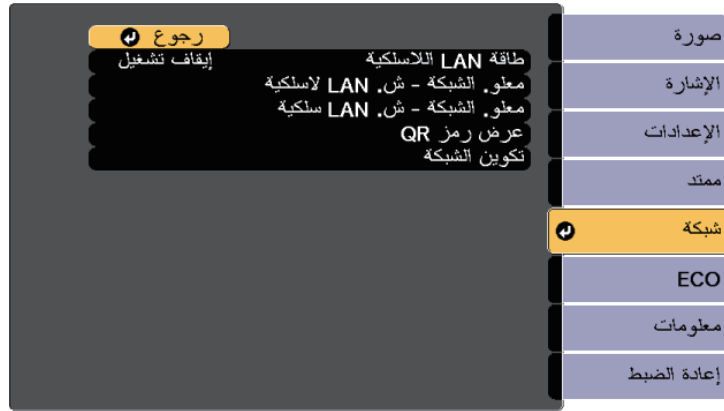 صورة
الإشارة
الإعدادات
ممتد
شبكة
ECO
معلومات
إعادة الضبط
رجوع
طاقة LAN اللاسلكية إيقاف تشغيل
معلو. الشبكة - ش. LAN لاسلكية
معلو. الشبكة - ش. LAN سلكية
عرض رمز QR
تكوين الشبكة